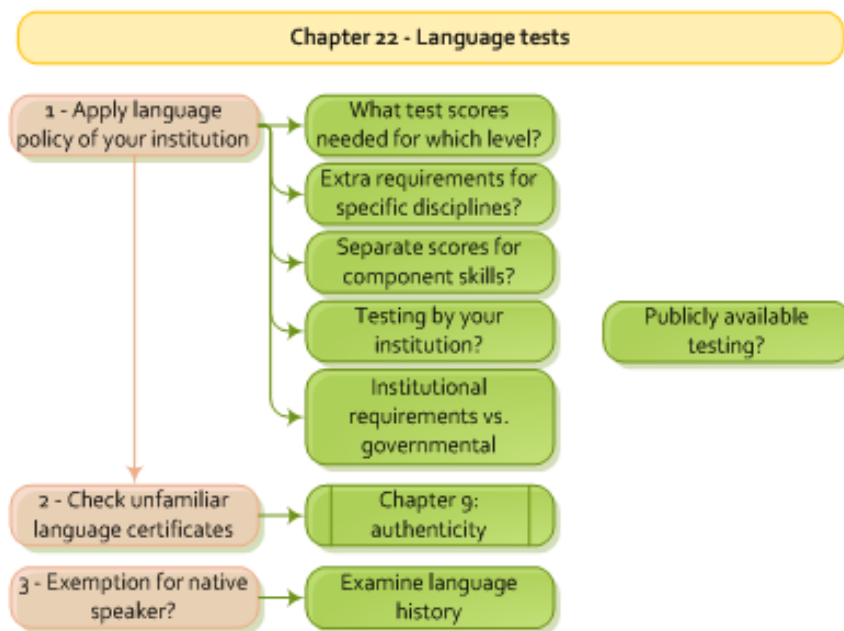 Chapter 22 - Language tests
1 - Apply language
policy of your institution
What test scores
needed for which level?
Extra requirements for
specific disciplines?
Separate scores for
component skills?
Testing by your
institution?
Publicly available
testing?
Institutional
requirements vs.
governmental
2 - Check unfamiliar
language certificates
Chapter 9:
authenticity
3 - Exemption for native
speaker?
Examine language
history